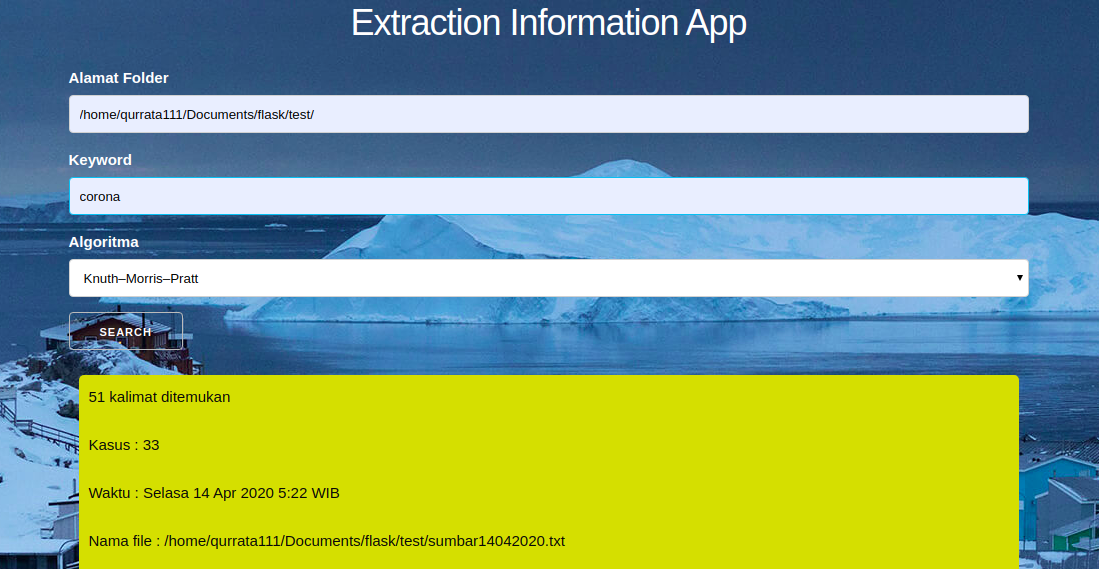 Extraction Information App
Alamat Folder
/home/qurrata111/Documents/flask/test/
Keyword
corona
Algoritma
Knuth–Morris–Pratt
SEARCH
51 kalimat ditemukan
Kasus : 33
Waktu : Selasa 14 Apr 2020 5:22 WIB
Nama file : /home/qurrata111/Documents/flask/test/sumbar14042020.txt